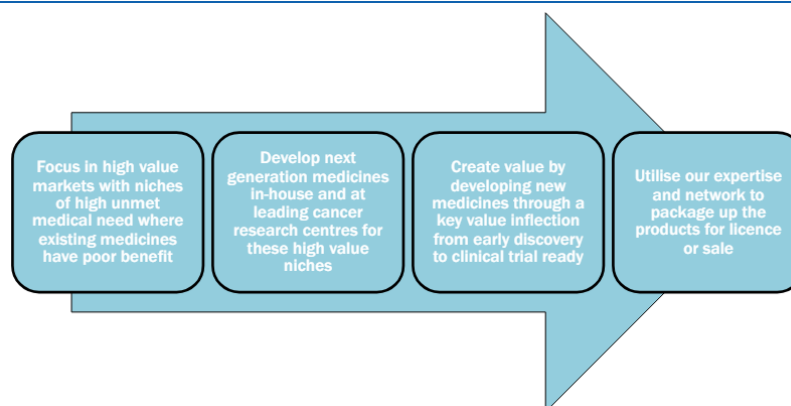 Focus in high value
markets with niches
of high unmet
medical need where
existing medicines
have poor benefit
Develop next
generation medicines
in-house and at
leading cancer
research centres for
these high value
niches
Create value by
developing new
medicines through a
key value inflection
from early discovery
to clinical trial ready
Utilise our expertise
and network to
package up the
products for licence
or sale